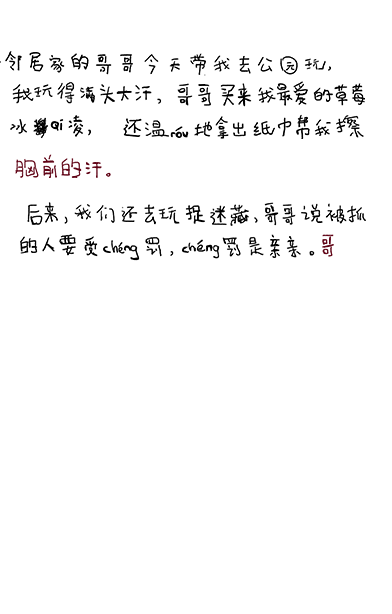 邻居家的哥哥今天带我去公园玩，
我玩得满头大汗，哥哥买来我最爱的草莓
冰qi凌，还温róu地拿出纸巾帮我擦
胸前的汗。
后来，我们还去玩捉迷藏，哥哥说被抓
的人要受chéng罚，chéng罚是亲亲。哥